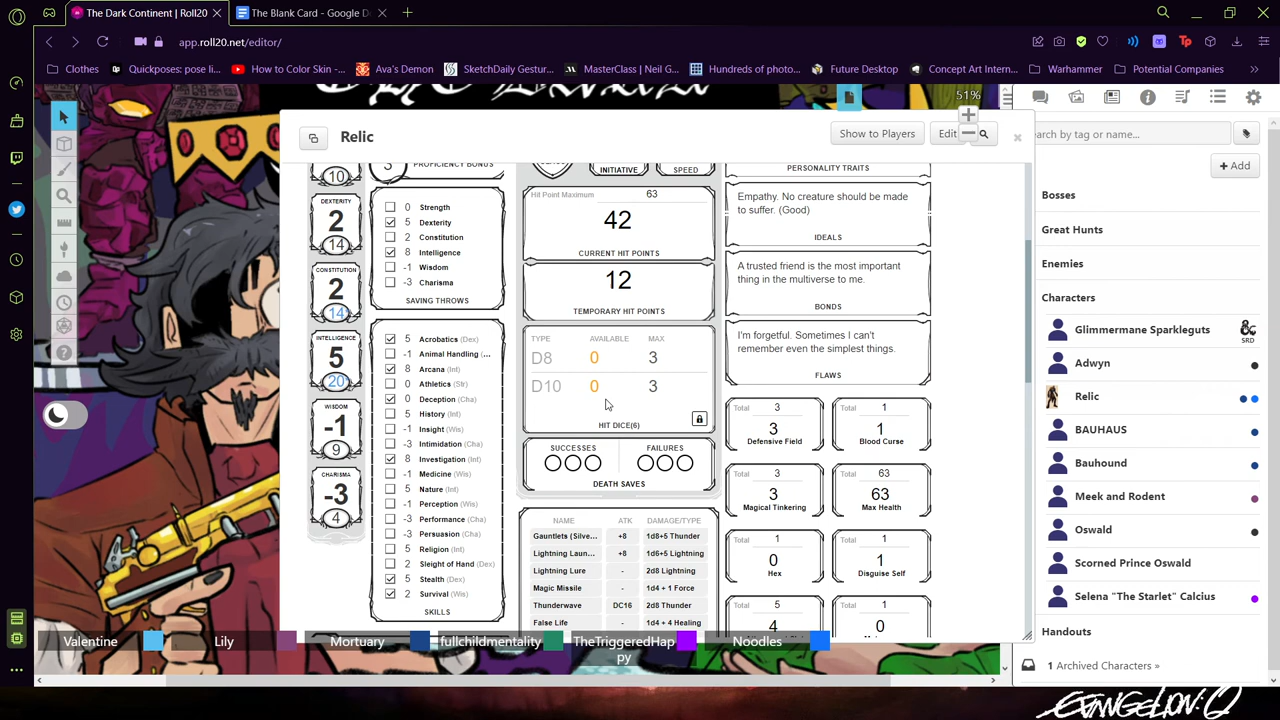 The Dark Continent | Roll20
The Blank Card - Google D
app.roll20.net/editor/
Clothes
Quickposes: pose li...
How to Color Skin -...
Ava's Demon
SketchDaily Gestur...
MasterClass | Neil G...
Hundreds of photo...
Future Desktop
Concept Art Intern...
Warhammer
Potential Companies
51%
Relic
Show to Players
Edit
earch by tag or name...
Add
10
PROFICIENCY BONUS
DEXTERITY
2
14
CONSTITUTION
2
14
INTELLIGENCE
5
20
WISDOM
-1
9
CHARISMA
-3
4
0 Strength
5 Dexterity
2 Constitution
8 Intelligence
-1 Wisdom
-3 Charisma
SAVING THROWS
5 Acrobatics (Dex)
-1 Animal Handling (...
8 Arcana (Int)
0 Athletics (Str)
0 Deception (Cha)
5 History (Int)
-1 Insight (Wis)
-3 Intimidation (Cha)
8 Investigation (Int)
-1 Medicine (Wis)
5 Nature (Int)
-1 Perception (Wis)
-3 Performance (Cha)
-3 Persuasion (Cha)
5 Religion (Int)
2 Sleight of Hand (Dex)
5 Stealth (Dex)
2 Survival (Wis)
SKILLS
INITIATIVE
SPEED
Hit Point Maximum 63
42
CURRENT HIT POINTS
12
TEMPORARY HIT POINTS
TYPE AVAILABLE MAX
D8 0 3
D10 0 3
HIT DICE(6)
SUCCESSES FAILURES
DEATH SAVES
NAME ATK DAMAGE/TYPE
Gauntlets (Silve... +8 1d8+5 Thunder
Lightning Laun... +8 1d6+5 Lightning
Lightning Lure - 2d8 Lightning
Magic Missile - 1d4 + 1 Force
Thunderwave DC16 2d8 Thunder
False Life - 1d4 + 4 Healing
PERSONALITY TRAITS
Empathy. No creature should be made
to suffer. (Good)
IDEALS
A trusted friend is the most important
thing in the multiverse to me.
BONDS
I'm forgetful. Sometimes I can't
remember even the simplest things.
FLAWS
Total 3
3
Defensive Field
Total 1
1
Blood Curse
Total 3
3
Magical Tinkering
Total 63
63
Max Health
Total 1
0
Hex
Total 1
1
Disguise Self
Total 5
4
Total 1
0
Bosses
Great Hunts
Enemies
Characters
Glimmermane Sparkleguts
SRD
Adwyn
Relic
BAUHAUS
Bauhound
Meek and Rodent
Oswald
Scorned Prince Oswald
Selena "The Starlet" Calcius
Handouts
1 Archived Characters »
Valentine
Lily
Mortuary
fullchildmentality
TheTriggeredHap
py
Noodles